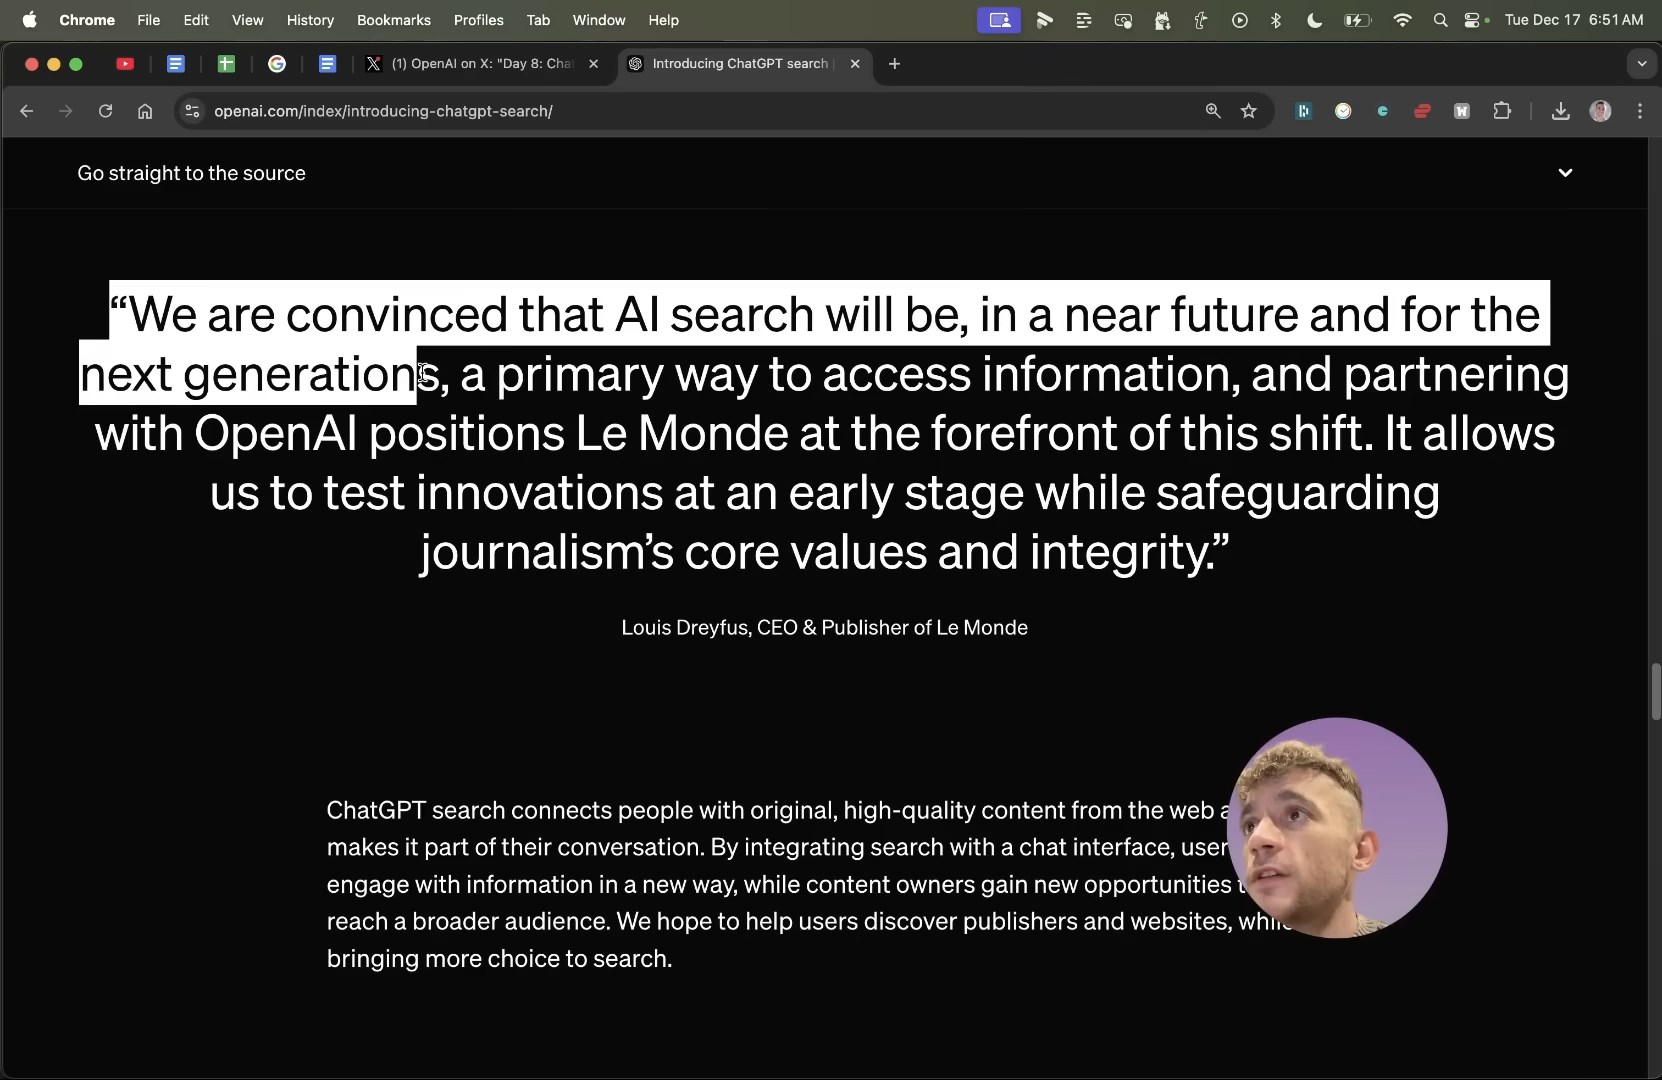 Chrome File Edit View History Bookmarks Profiles Tab Window Help Tue Dec 17 6:51 AM
(1) OpenAI on X: "Day 8: Cha Introducing ChatGPT search
openai.com/index/introducing-chatgpt-search/
Go straight to the source
“We are convinced that AI search will be, in a near future and for the
next generations, a primary way to access information, and partnering
with OpenAI positions Le Monde at the forefront of this shift. It allows
us to test innovations at an early stage while safeguarding
journalism’s core values and integrity.”
Louis Dreyfus, CEO & Publisher of Le Monde
ChatGPT search connects people with original, high-quality content from the web
makes it part of their conversation. By integrating search with a chat interface,
engage with information in a new way, while content owners gain new opportunities
reach a broader audience. We hope to help users discover publishers and websites,
bringing more choice to search.